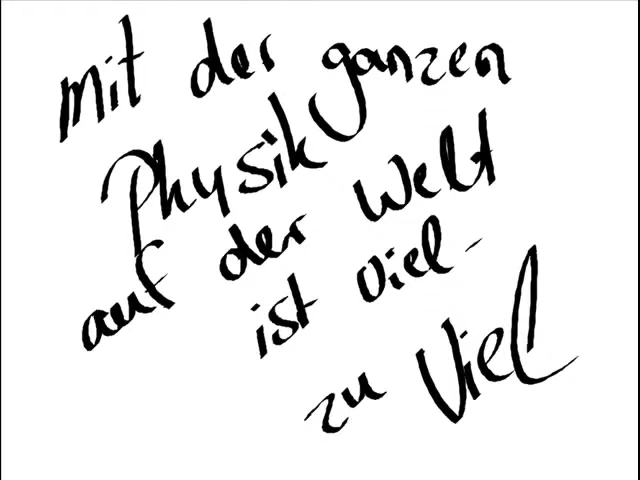 mit der ganzen
Physik
auf der Welt
ist viel-
zu viel